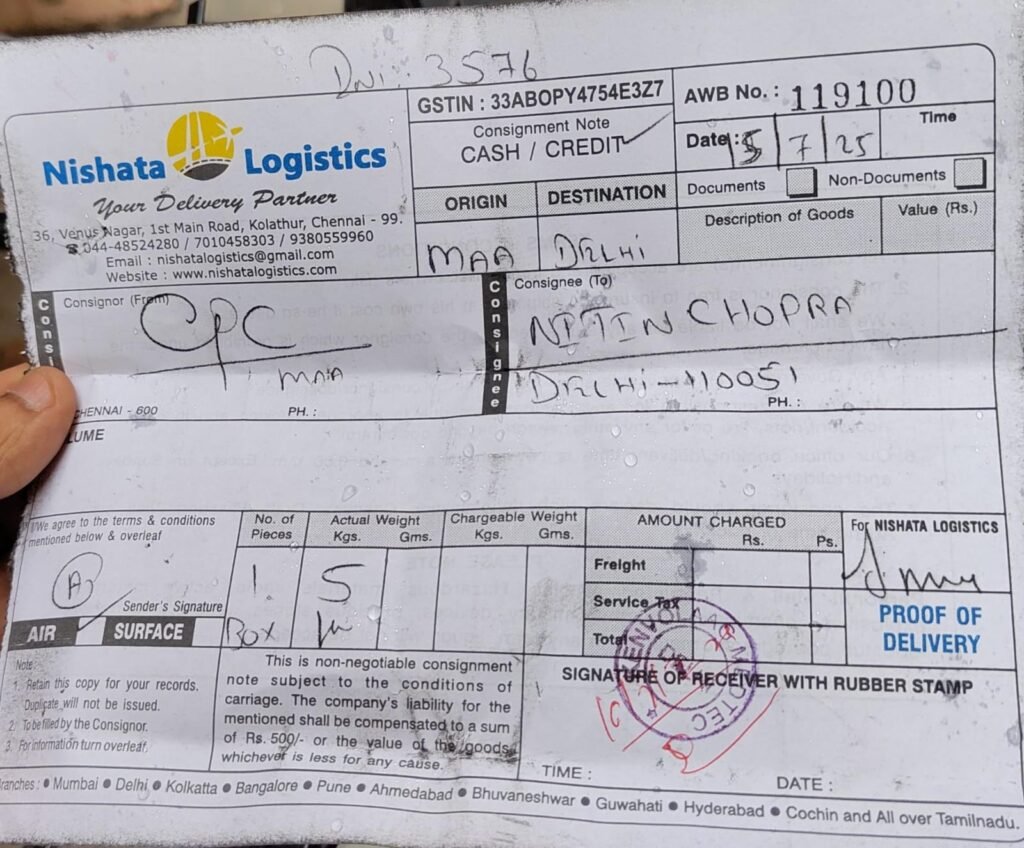 DNI: 3576
Nishata Logistics
Your Delivery Partner
36, Venus Nagar, 1st Main Road, Kolathur, Chennai - 99.
☎ 044-48524280 / 7010458303 / 9380559960
Email : nishatalogistics@gmail.com
Website : www.nishatalogistics.com
GSTIN : 33ABOPY4754E3Z7
Consignment Note
CASH / CREDIT
ORIGIN DESTINATION
MAA DELHI
AWB No. : 119100
Date : 5/7/25 Time
Documents Non-Documents
Description of Goods Value (Rs.)
Consignor (From)
CPC
MAA
CHENNAI - 600 PH. :
Consignee
Consignee (To)
NITIN CHOPRA
DELHI-110051
PH. :
LUME
I/We agree to the terms & conditions
mentioned below & overleaf
A
Sender's Signature
AIR SURFACE
No. of Pieces
1
BOX
Actual Weight
Kgs. Gms.
5
Chargeable Weight
Kgs. Gms.
AMOUNT CHARGED
Rs. Ps.
Freight
Service Tax
Total
For NISHATA LOGISTICS
PROOF OF
DELIVERY
Note :
1. Retain this copy for your records.
Duplicate will not be issued.
2. To be filled by the Consignor.
3. For information turn overleaf.
This is non-negotiable consignment
note subject to the conditions of
carriage. The company's liability for the
mentioned shall be compensated to a sum
of Rs. 500/- or the value of the goods
whichever is less for any cause.
SIGNATURE OF RECEIVER WITH RUBBER STAMP
TIME : DATE :
ranches : ● Mumbai ● Delhi ● Kolkatta ● Bangalore ● Pune ● Ahmedabad ● Bhuvaneshwar ● Guwahati ● Hyderabad ● Cochin and All over Tamilnadu.